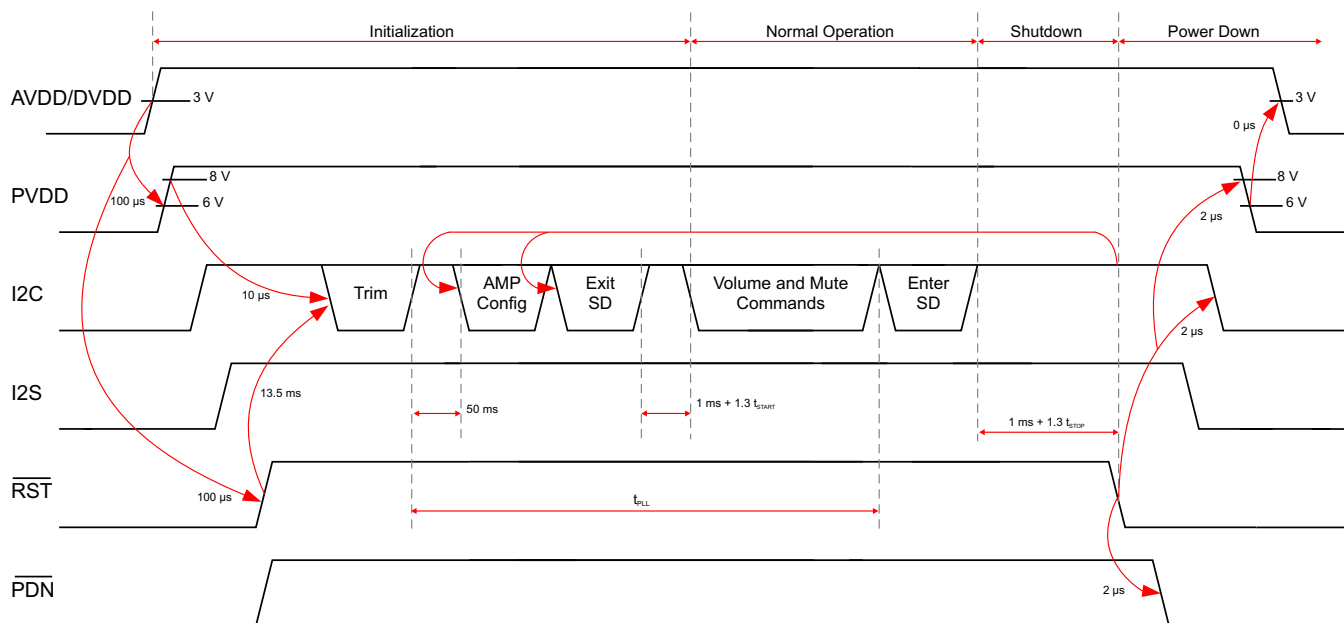 Initialization
Normal Operation
Shutdown
Power Down
AVDD/DVDD
3 V
3 V
0 µs
PVDD
8 V
100 µs
6 V
8 V
6 V
2 µs
I2C
10 µs
Trim
AMP
Config
Exit
SD
Volume and Mute
Commands
Enter
SD
2 µs
I2S
13.5 ms
50 ms
1 ms + 1.3 tSTART
1 ms + 1.3 tSTOP
RST
100 µs
tPLL
PDN
2 µs